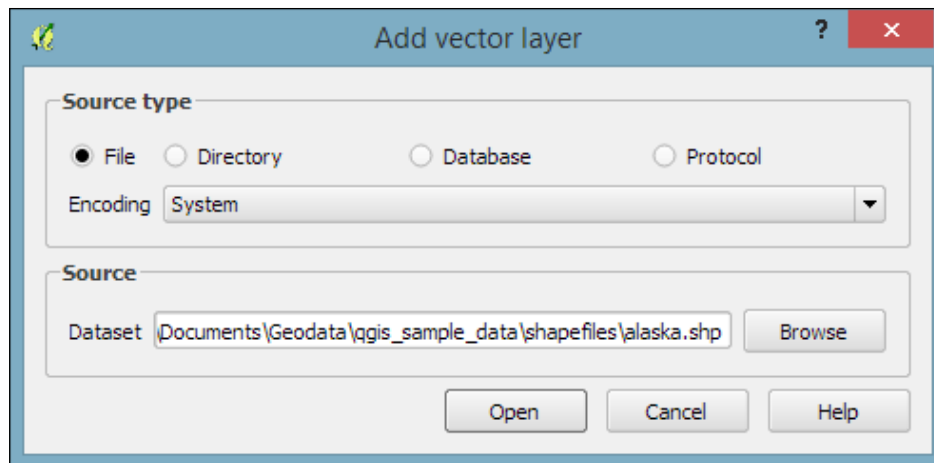 Add vector layer
?
Source type
File Directory Database Protocol
Encoding System
Source
Dataset \Documents\Geodata\qgis_sample_data\shapefiles\alaska.shp Browse
Open Cancel Help